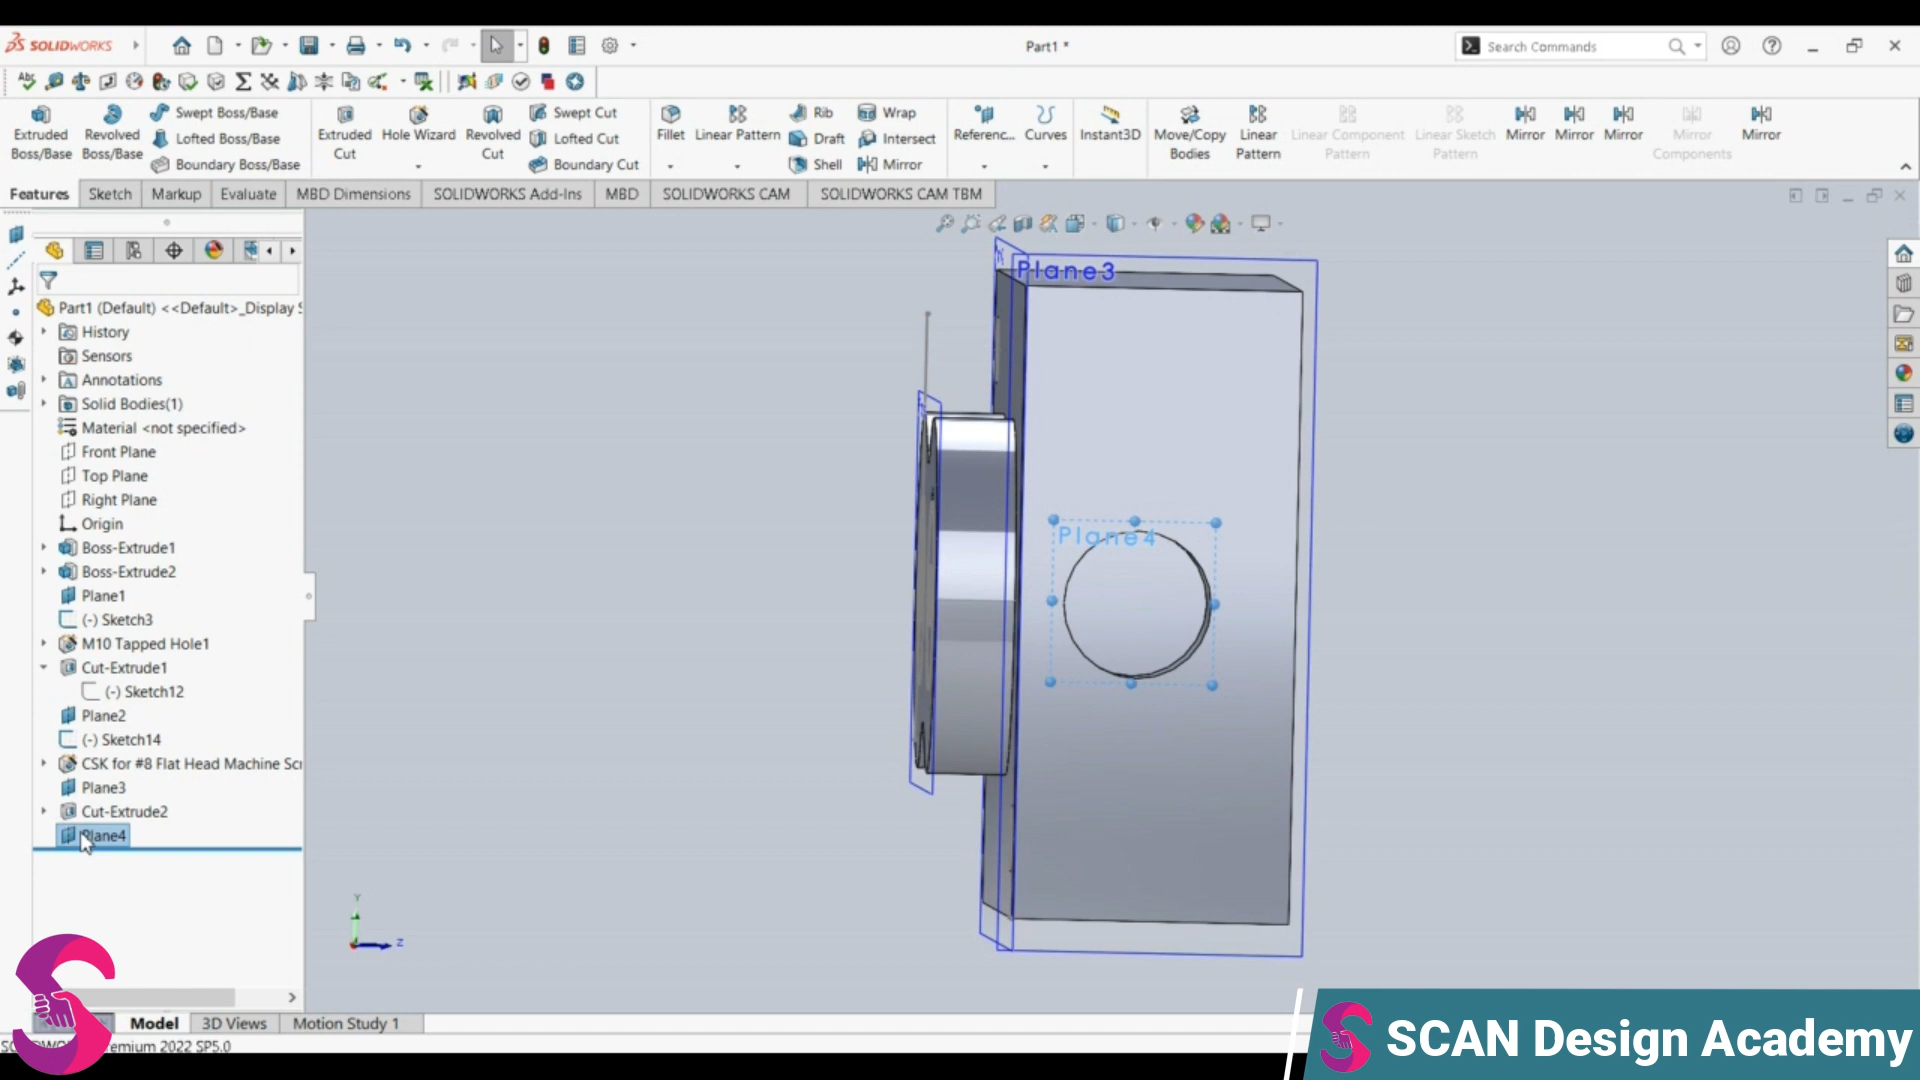 SOLIDWORKS
Part1 *
Search Commands
Extruded Boss/Base
Revolved Boss/Base
Swept Boss/Base
Lofted Boss/Base
Boundary Boss/Base
Extruded Cut
Hole Wizard
Revolved Cut
Swept Cut
Lofted Cut
Boundary Cut
Fillet
Linear Pattern
Rib
Draft
Shell
Wrap
Intersect
Mirror
Referenc...
Curves
Instant3D
Move/Copy Bodies
Linear Pattern
Linear Component Pattern
Linear Sketch Pattern
Mirror
Mirror
Mirror
Mirror Components
Mirror
Features
Sketch
Markup
Evaluate
MBD Dimensions
SOLIDWORKS Add-Ins
MBD
SOLIDWORKS CAM
SOLIDWORKS CAM TBM
Part1 (Default) <<Default>_Display S
History
Sensors
Annotations
Solid Bodies(1)
Material <not specified>
Front Plane
Top Plane
Right Plane
Origin
Boss-Extrude1
Boss-Extrude2
Plane1
(-) Sketch3
M10 Tapped Hole1
Cut-Extrude1
(-) Sketch12
Plane2
(-) Sketch14
CSK for #8 Flat Head Machine Scr
Plane3
Cut-Extrude2
Plane4
Plane3
Plane4
Y
Z
Model
3D Views
Motion Study 1
emium 2022 SP5.0
SCAN Design Academy